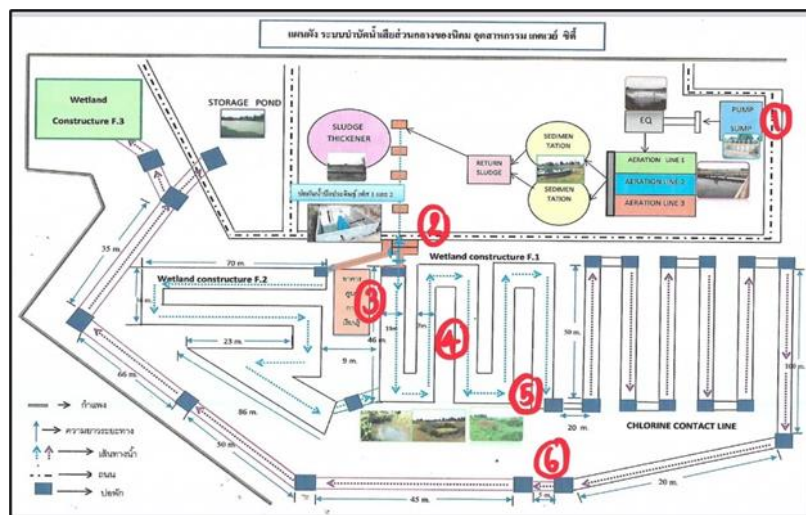 แผนผัง ระบบบำบัดน้ำเสียส่วนกลางของนิคม อุตสาหกรรม เกตเวย์ ซิตี้
Wetland
Constructure F.3
STORAGE POND
SLUDGE
THICKENER
SEDIMEN
TATION
RETURN
SLUDGE
SEDIMEN
TATION
EQ
PUMP
SUMP
1
AERATION LINE 1
AERATION LINE 2
AERATION LINE 3
2
35 m.
70 m.
Wetland constructure F.2
Wetland constructure F.1
3
4
5
6
23 m.
9 m.
46 m.
86 m.
66 m.
50 m.
45 m.
5 m.
20 m.
20 m.
50 m.
100 m.
CHLORINE CONTACT LINE
กำแพง
ความยาวระยะทาง
เส้นทางน้ำ
ถนน
บ่อพัก